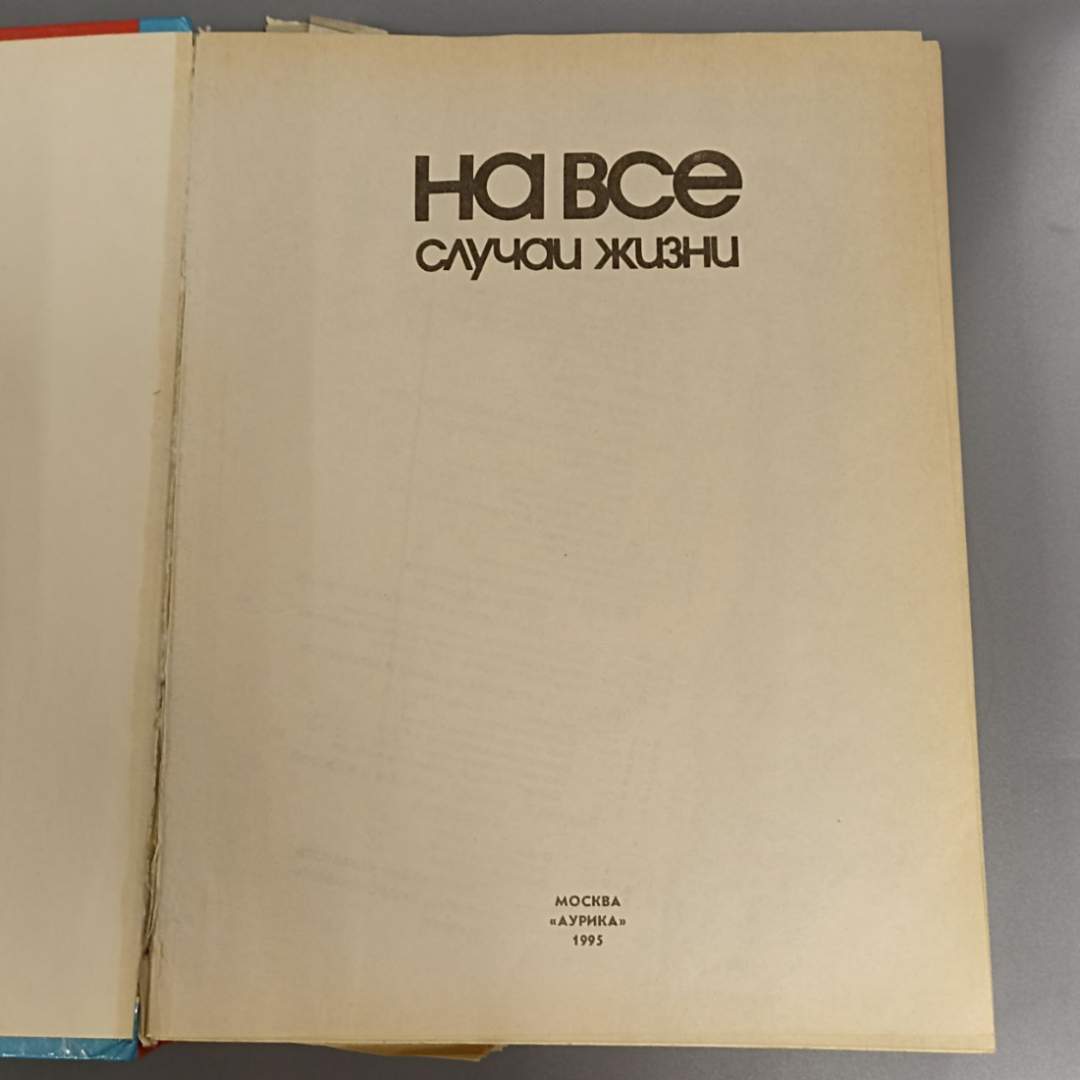 на все
случаи жизни
МОСКВА
«АУРИКА»
1995